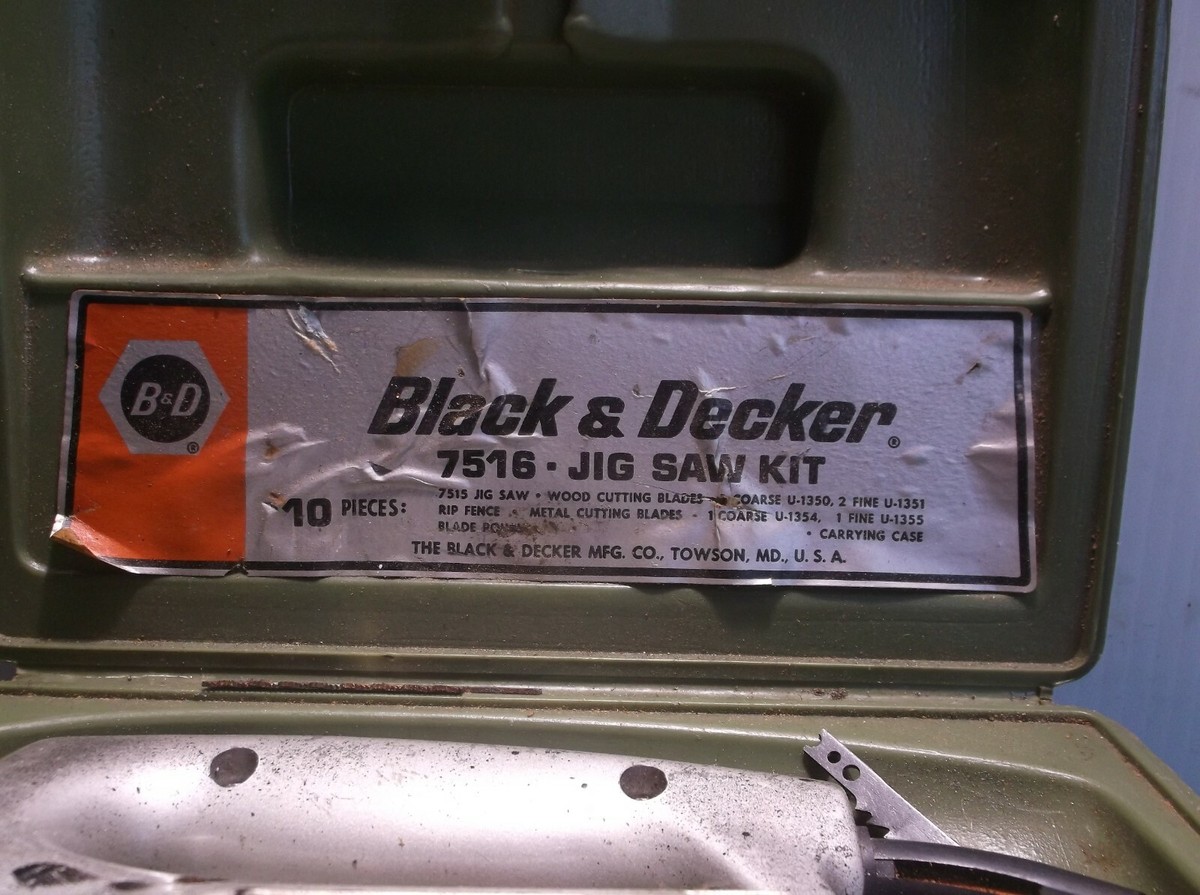 B&D
®
Black & Decker®
7516 · JIG SAW KIT
10 PIECES:
7515 JIG SAW • WOOD CUTTING BLADES COARSE U-1350, 2 FINE U-1351
RIP FENCE • METAL CUTTING BLADES - 1 COARSE U-1354, 1 FINE U-1355
BLADE • CARRYING CASE
THE BLACK & DECKER MFG. CO., TOWSON, MD., U. S. A.